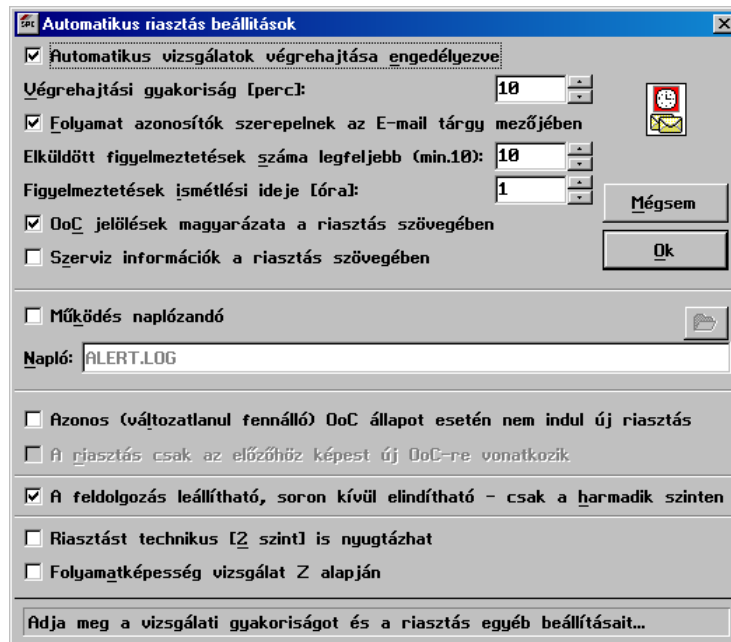 SPC Automatikus riasztás beállitások
Automatikus vizsgálatok végrehajtása engedélyezve
Végrehajtási gyakoriság [perc]: 10
Folyamat azonosítók szerepelnek az E-mail tárgy mezőjében
Elküldött figyelmeztetések száma legfeljebb (min.10): 10
Figyelmeztetések ismétlési ideje [óra]: 1
Mégsem
OoC jelölések magyarázata a riasztás szövegében
Ok
Szerviz információk a riasztás szövegében
Működés naplózandó
Napló: ALERT.LOG
Azonos (változatlanul fennálló) OoC állapot esetén nem indul új riasztás
A riasztás csak az előzőhöz képest új OoC-re vonatkozik
A feldolgozás leállítható, soron kívül elindítható - csak a harmadik szinten
Riasztást technikus [2 szint] is nyugtázhat
Folyamatképesség vizsgálat Z alapján
Adja meg a vizsgálati gyakoriságot és a riasztás egyéb beállításait...